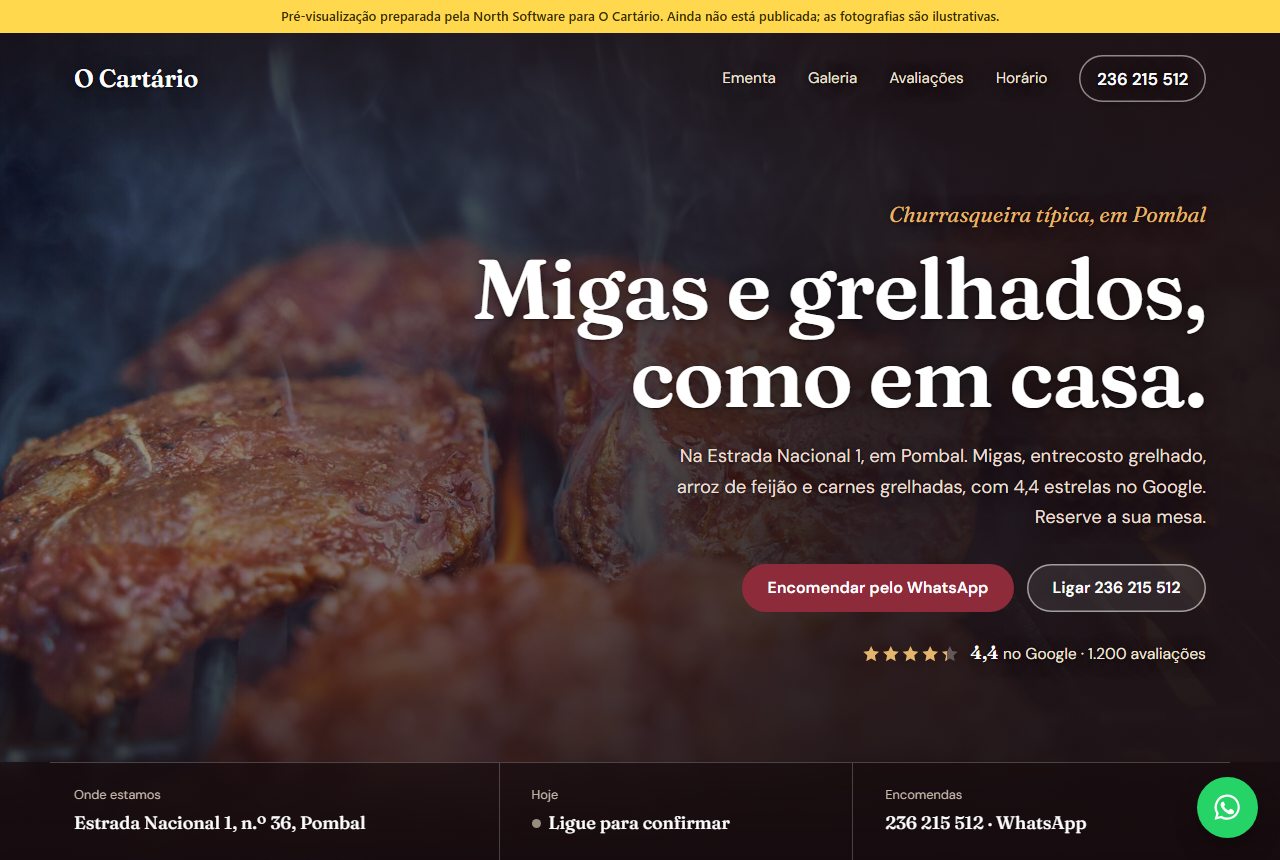 Pré-visualização preparada pela North Software para O Cartário. Ainda não está publicada; as fotografias são ilustrativas.
O Cartário
Ementa
Galeria
Avaliações
Horário
236 215 512
Churrasqueira típica, em Pombal
Migas e grelhados,
como em casa.
Na Estrada Nacional 1, em Pombal. Migas, entrecosto grelhado,
arroz de feijão e carnes grelhadas, com 4,4 estrelas no Google.
Reserve a sua mesa.
Encomendar pelo WhatsApp
Ligar 236 215 512
4,4 no Google · 1.200 avaliações
Onde estamos
Estrada Nacional 1, n.º 36, Pombal
Hoje
Ligue para confirmar
Encomendas
236 215 512 · WhatsApp